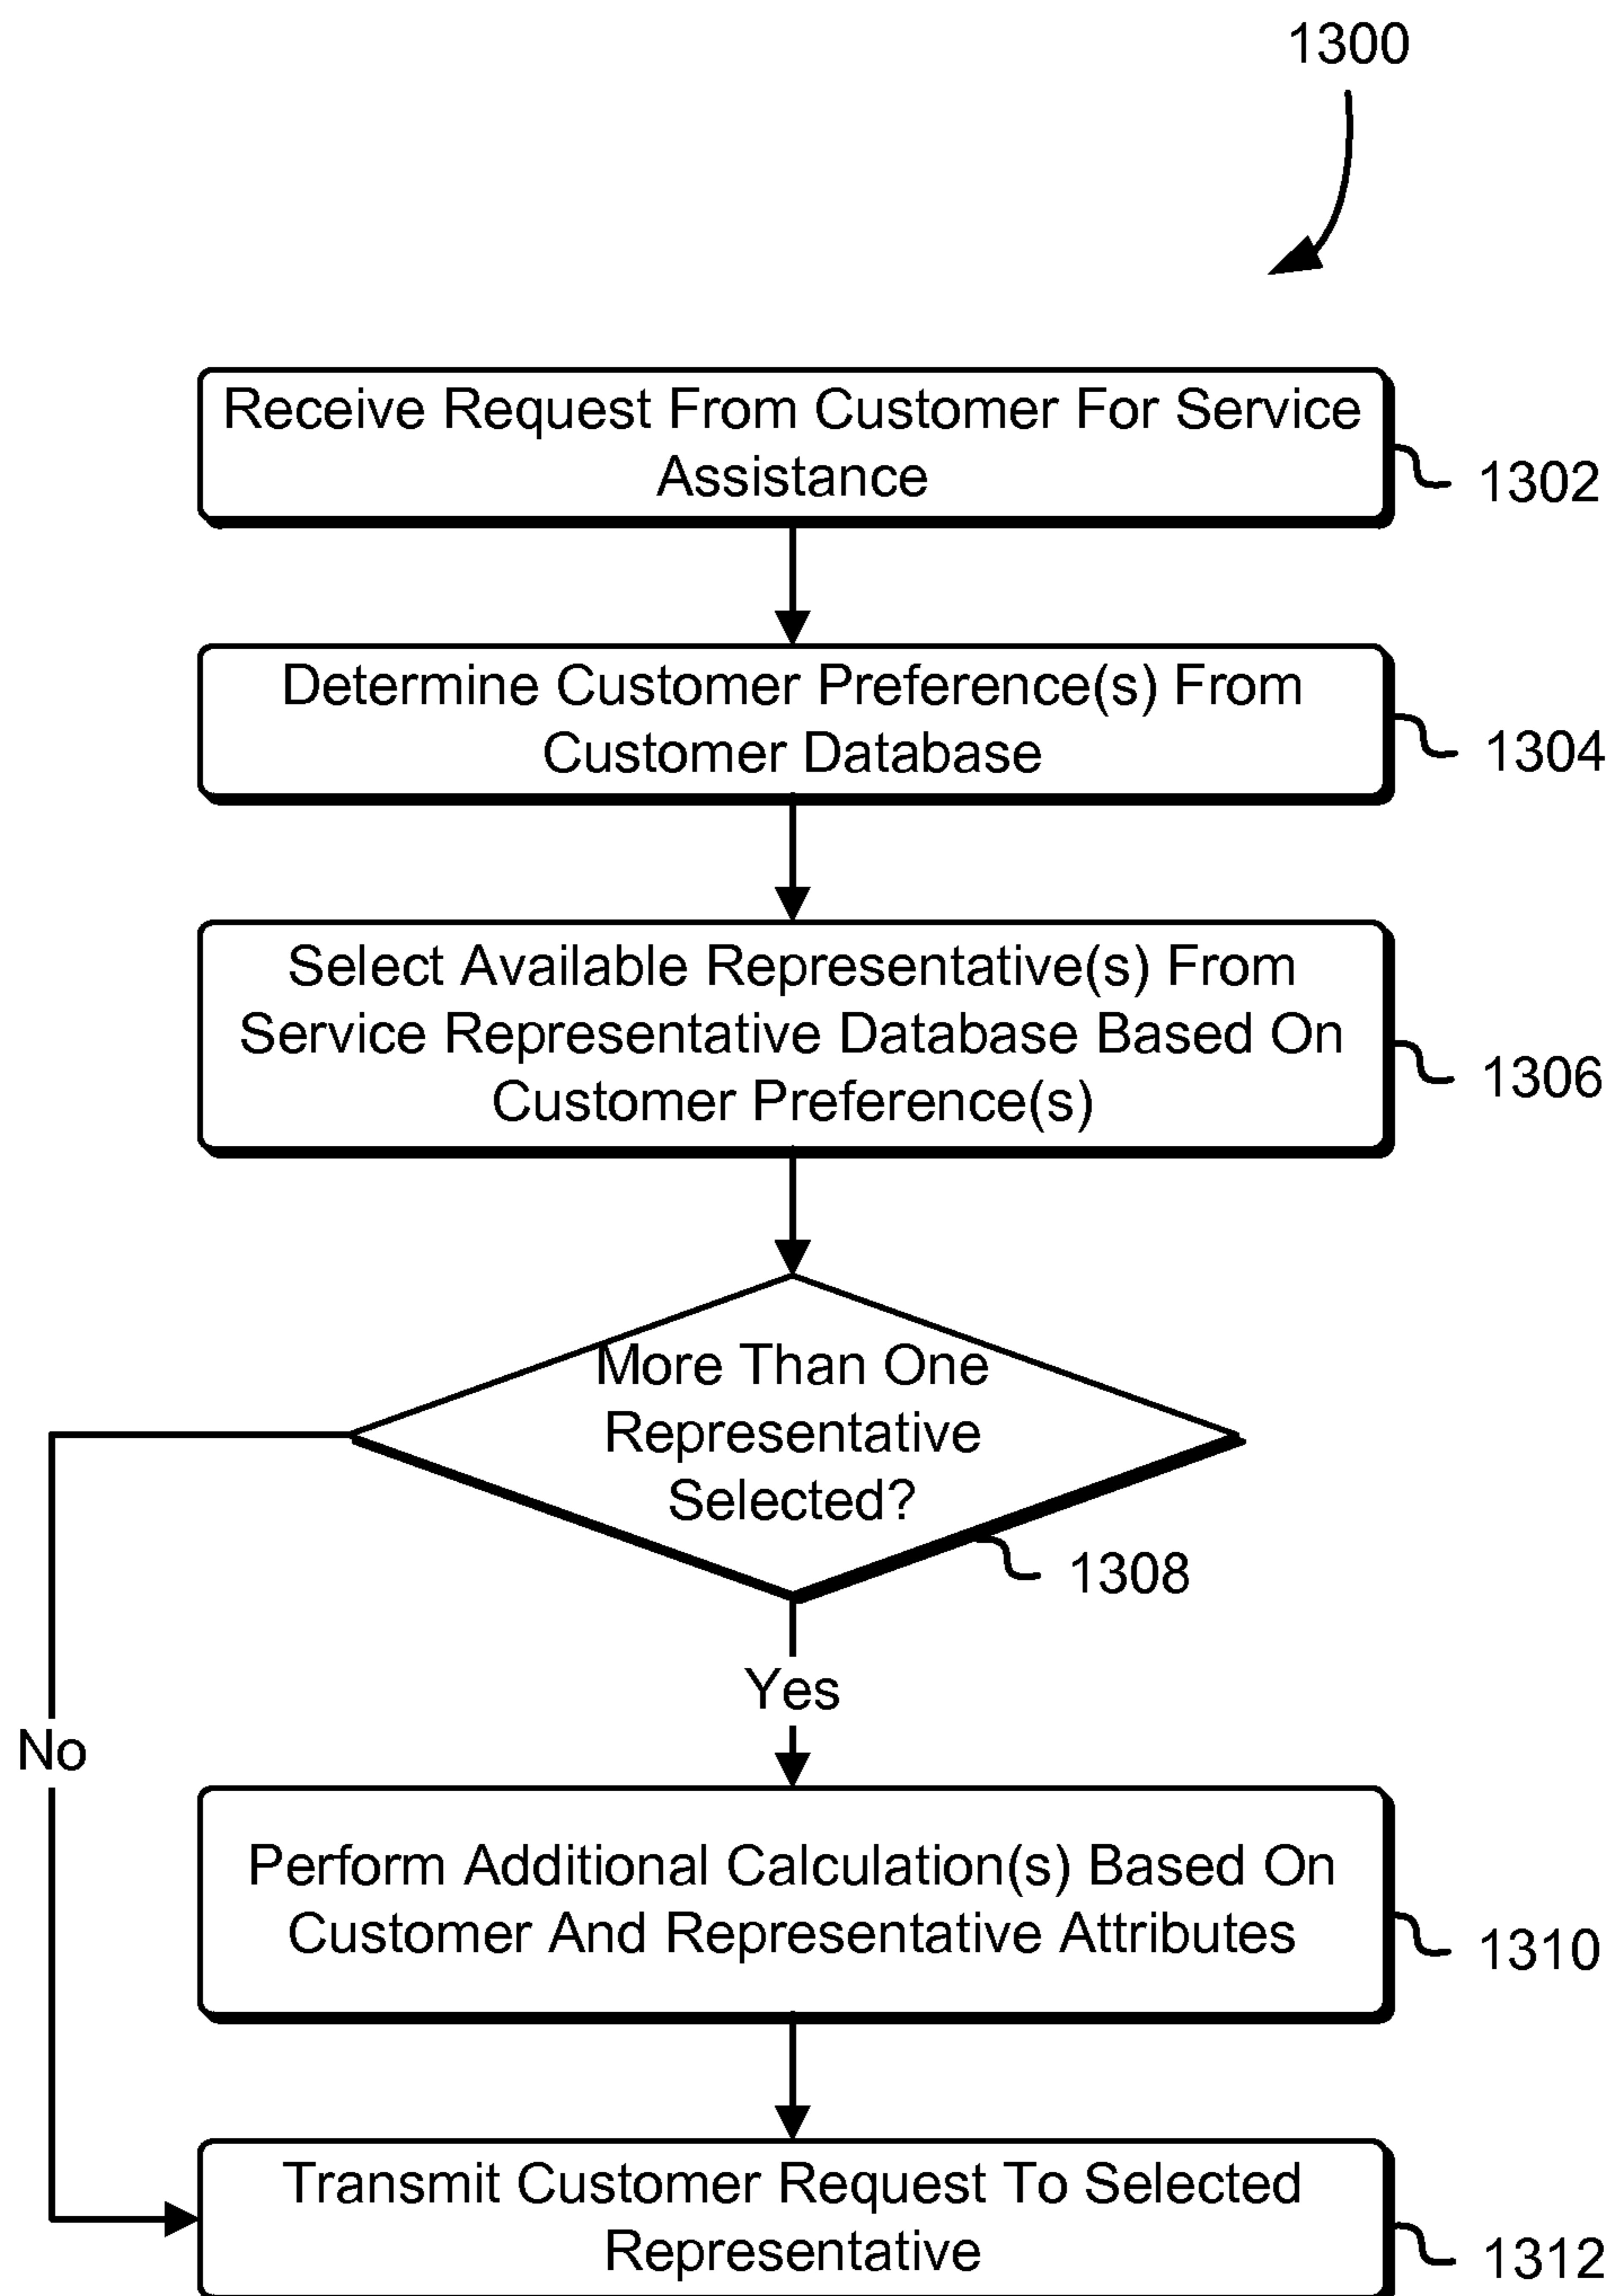 1300
Receive Request From Customer For Service
Assistance
1302
Determine Customer Preference(s) From
Customer Database
1304
Select Available Representative(s) From
Service Representative Database Based On
Customer Preference(s)
1306
More Than One
Representative
Selected?
1308
Yes
No
Perform Additional Calculation(s) Based On
Customer And Representative Attributes
1310
Transmit Customer Request To Selected
Representative
1312